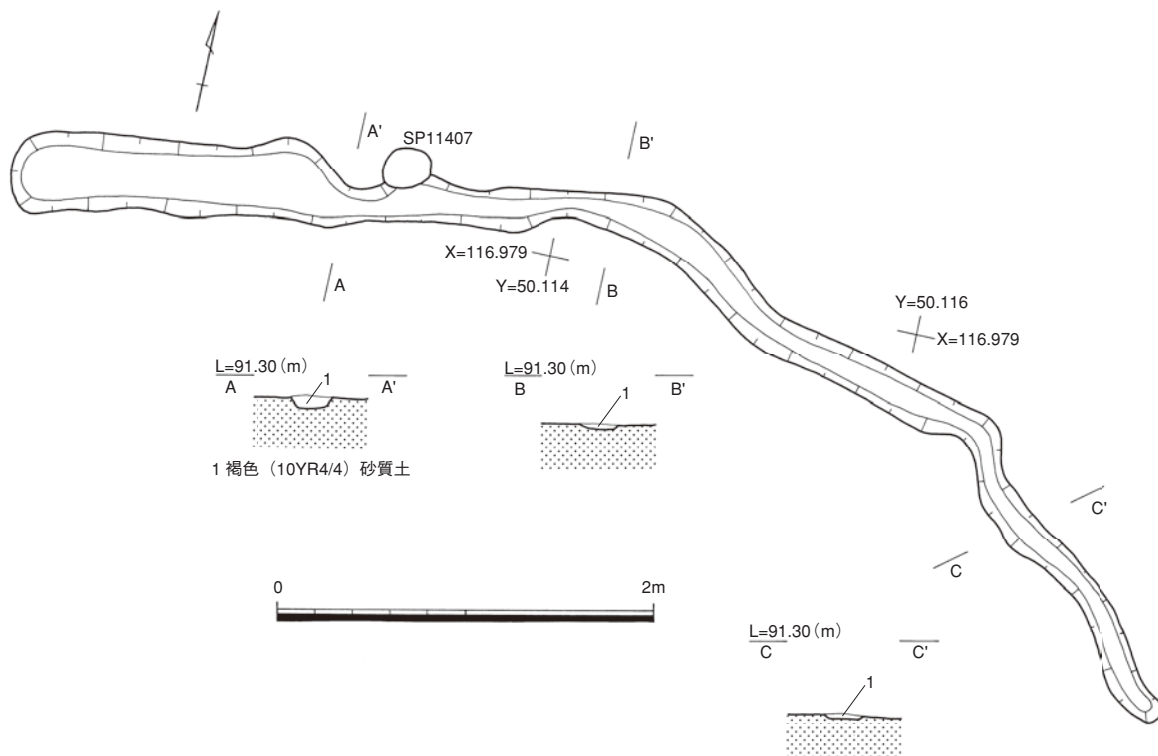 A'
SP11407
B'
X=116.979
Y=50.114
A
B
Y=50.116
X=116.979
L=91.30(m)
A
A'
1
L=91.30(m)
B
B'
1
1 褐色（10YR4/4）砂質土
C'
C
0
2m
L=91.30(m)
C
C'
1